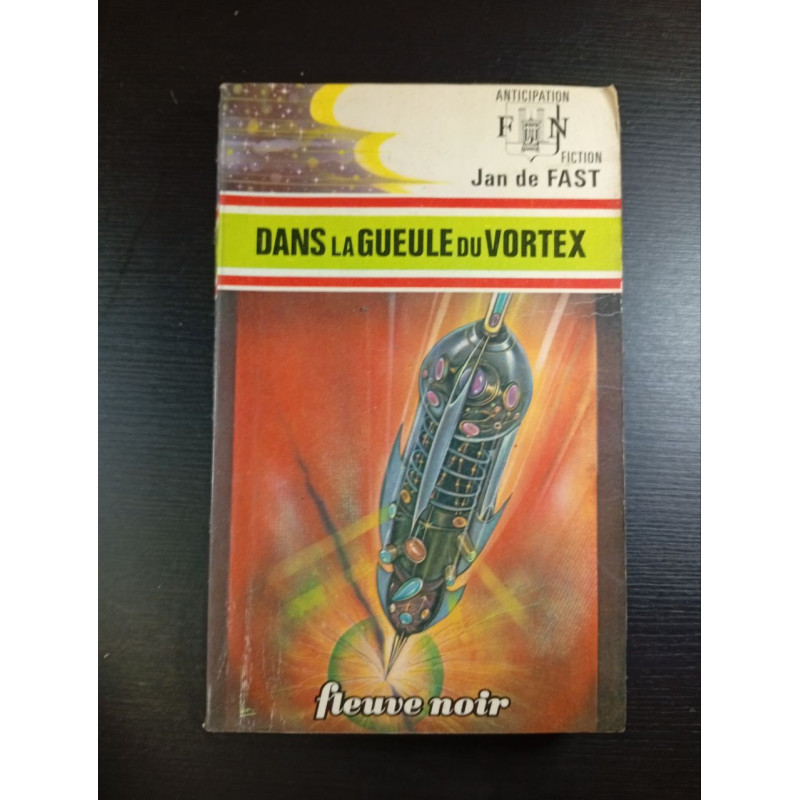 ANTICIPATION
FN
FICTION
Jan de FAST
DANS LA GUEULE DU VORTEX
fleuve noir